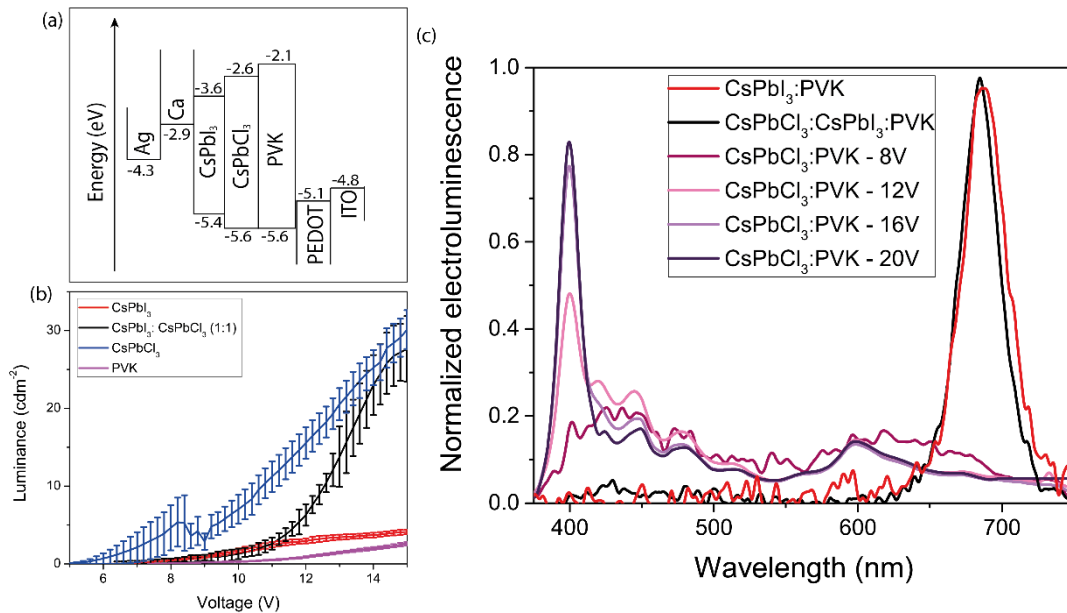 (a)
Energy (eV)
Ag
-4.3
Ca
-2.9
-3.6
CsPbI₃
-5.4
-2.6
CsPbCl₃
-5.6
-2.1
PVK
-5.6
-5.1
PEDOT
-4.8
ITO
(b)
CsPbI₃
CsPbI₃: CsPbCl₃ (1:1)
CsPbCl₃
PVK
Luminance (cdm⁻²)
30
20
10
0
6
8
10
12
14
Voltage (V)
(c)
CsPbI₃:PVK
CsPbCl₃:CsPbI₃:PVK
CsPbCl₃:PVK - 8V
CsPbCl₃:PVK - 12V
CsPbCl₃:PVK - 16V
CsPbCl₃:PVK - 20V
Normalized electroluminescence
1.0
0.8
0.6
0.4
0.2
0.0
400
500
600
700
Wavelength (nm)